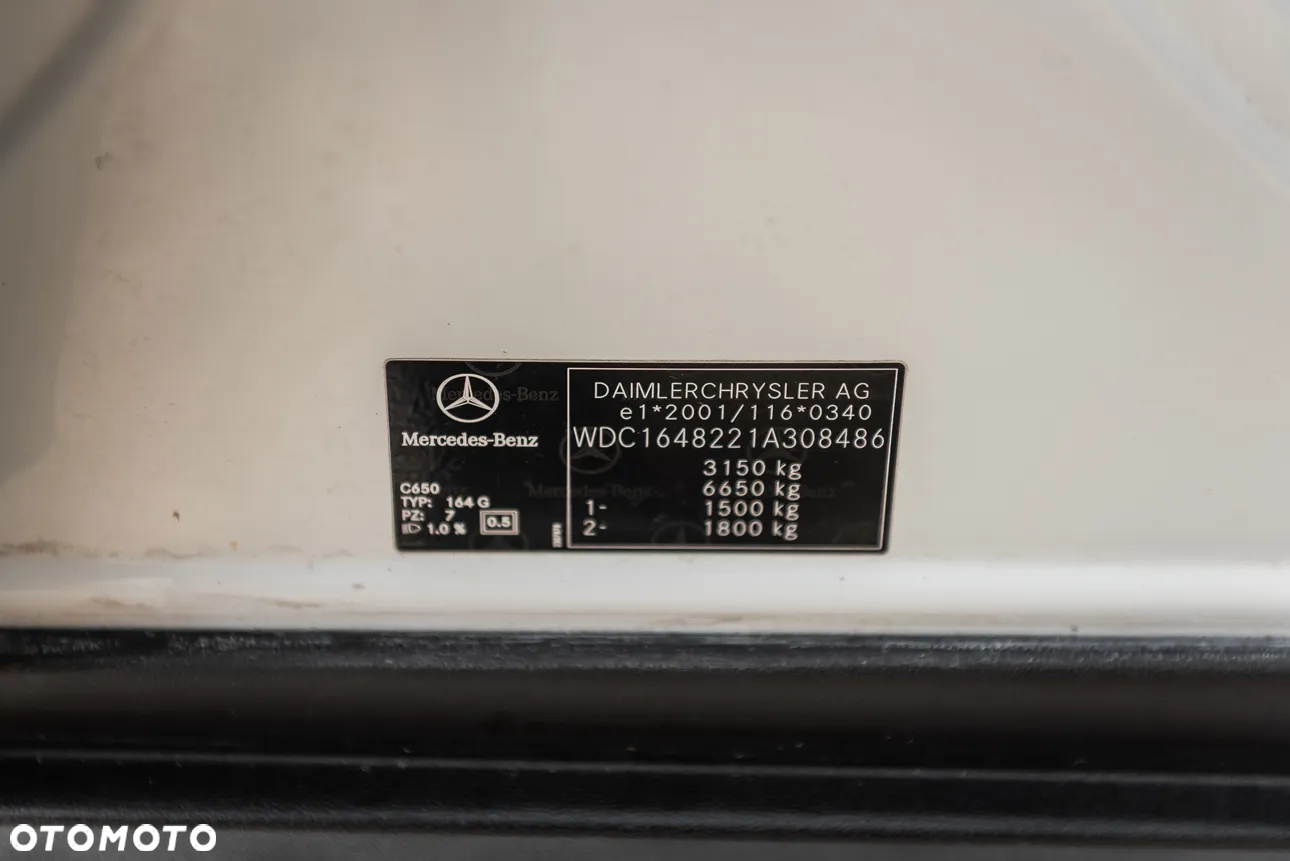 Mercedes-Benz
C650
TYP: 164 G
PZ: 7
1.0 %
0.5
DAIMLERCHRYSLER AG
e1*2001/116*0340
WDC1648221A308486
3150 kg
6650 kg
1- 1500 kg
2- 1800 kg
OTOMOTO